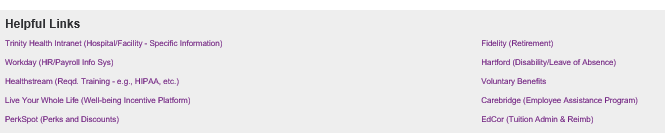 Helpful Links
Trinity Health Intranet (Hospital/Facility - Specific Information)
Fidelity (Retirement)
Workday (HR/Payroll Info Sys)
Hartford (Disability/Leave of Absence)
Healthstream (Reqd. Training - e.g., HIPAA, etc.)
Voluntary Benefits
Live Your Whole Life (Well-being Incentive Platform)
Carebridge (Employee Assistance Program)
PerkSpot (Perks and Discounts)
EdCor (Tuition Admin & Reimb)